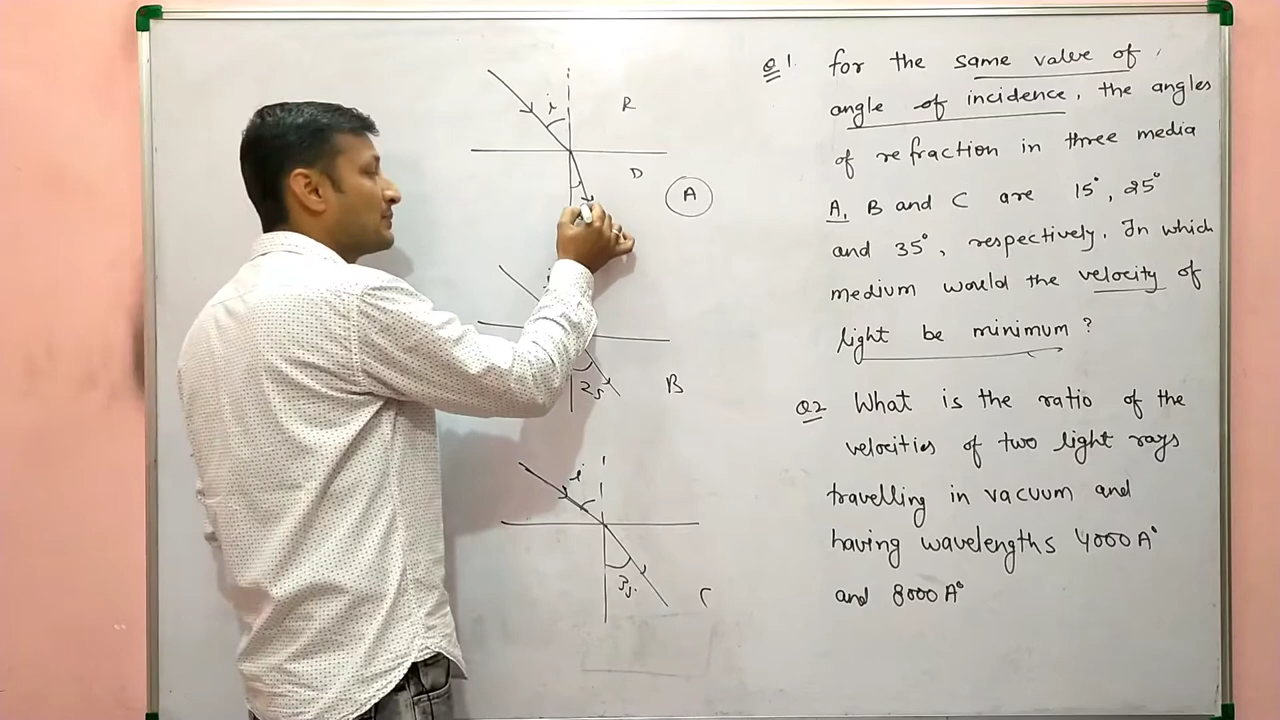 i
R
D
A
25
B
i
35
C
Q1. for the same value of
angle of incidence, the angles
of refraction in three media
A, B and C are 15°, 25°
and 35°, respectively. In which
medium would the velocity of
light be minimum?
Q2 What is the ratio of the
velocities of two light rays
travelling in vacuum and
having wavelengths 4000 A°
and 8000 A°